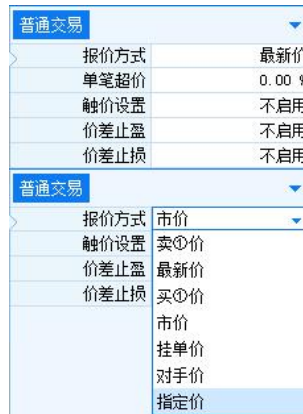 普通交易
报价方式 最新价
单笔超价 0.00 %
触价设置 不启用
价差止盈 不启用
价差止损 不启用
普通交易
报价方式 市价
触价设置 卖①价
价差止盈 最新价
价差止损 买①价
市价
挂单价
对手价
指定价